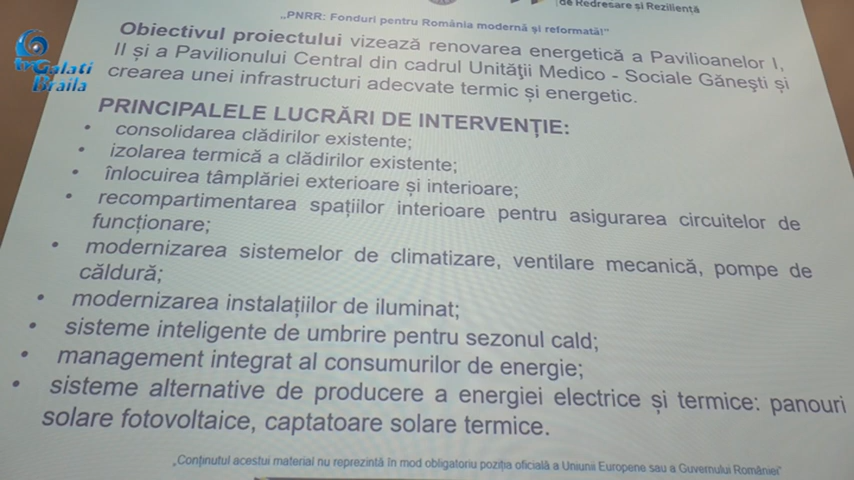 de Redresare și Reziliență
„PNRR: Fonduri pentru România modernă și reformată!”
Obiectivul proiectului vizează renovarea energetică a Pavilioanelor I,
II și a Pavilionului Central din cadrul Unităţii Medico - Sociale Gănești și
crearea unei infrastructuri adecvate termic și energetic.
tv Galati
Braila
PRINCIPALELE LUCRĂRI DE INTERVENȚIE:
• consolidarea clădirilor existente;
• izolarea termică a clădirilor existente;
• înlocuirea tâmplăriei exterioare și interioare;
• recompartimentarea spațiilor interioare pentru asigurarea circuitelor de
funcționare;
• modernizarea sistemelor de climatizare, ventilare mecanică, pompe de
căldură;
• modernizarea instalațiilor de iluminat;
• sisteme inteligente de umbrire pentru sezonul cald;
• management integrat al consumurilor de energie;
• sisteme alternative de producere a energiei electrice și termice: panouri
solare fotovoltaice, captatoare solare termice.
„Conținutul acestui material nu reprezintă în mod obligatoriu poziția oficială a Uniunii Europene sau a Guvernului României”